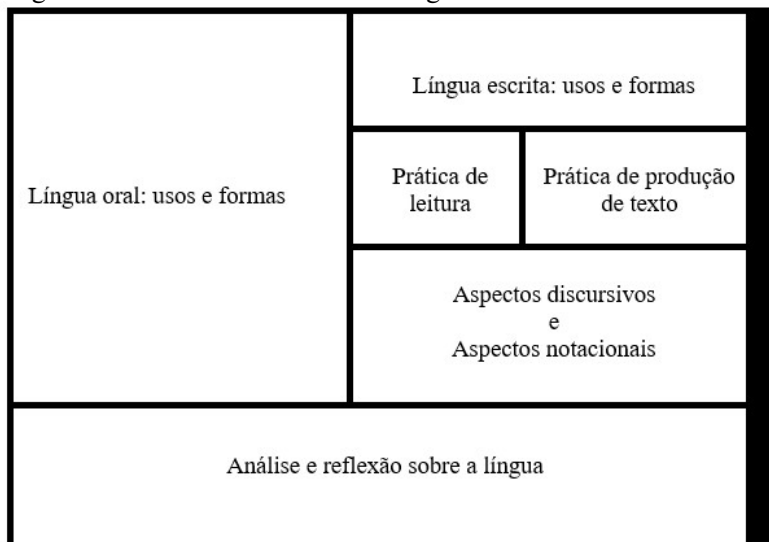 Língua oral: usos e formas
Língua escrita: usos e formas
Prática de
leitura
Prática de produção
de texto
Aspectos discursivos
e
Aspectos notacionais
Análise e reflexão sobre a língua